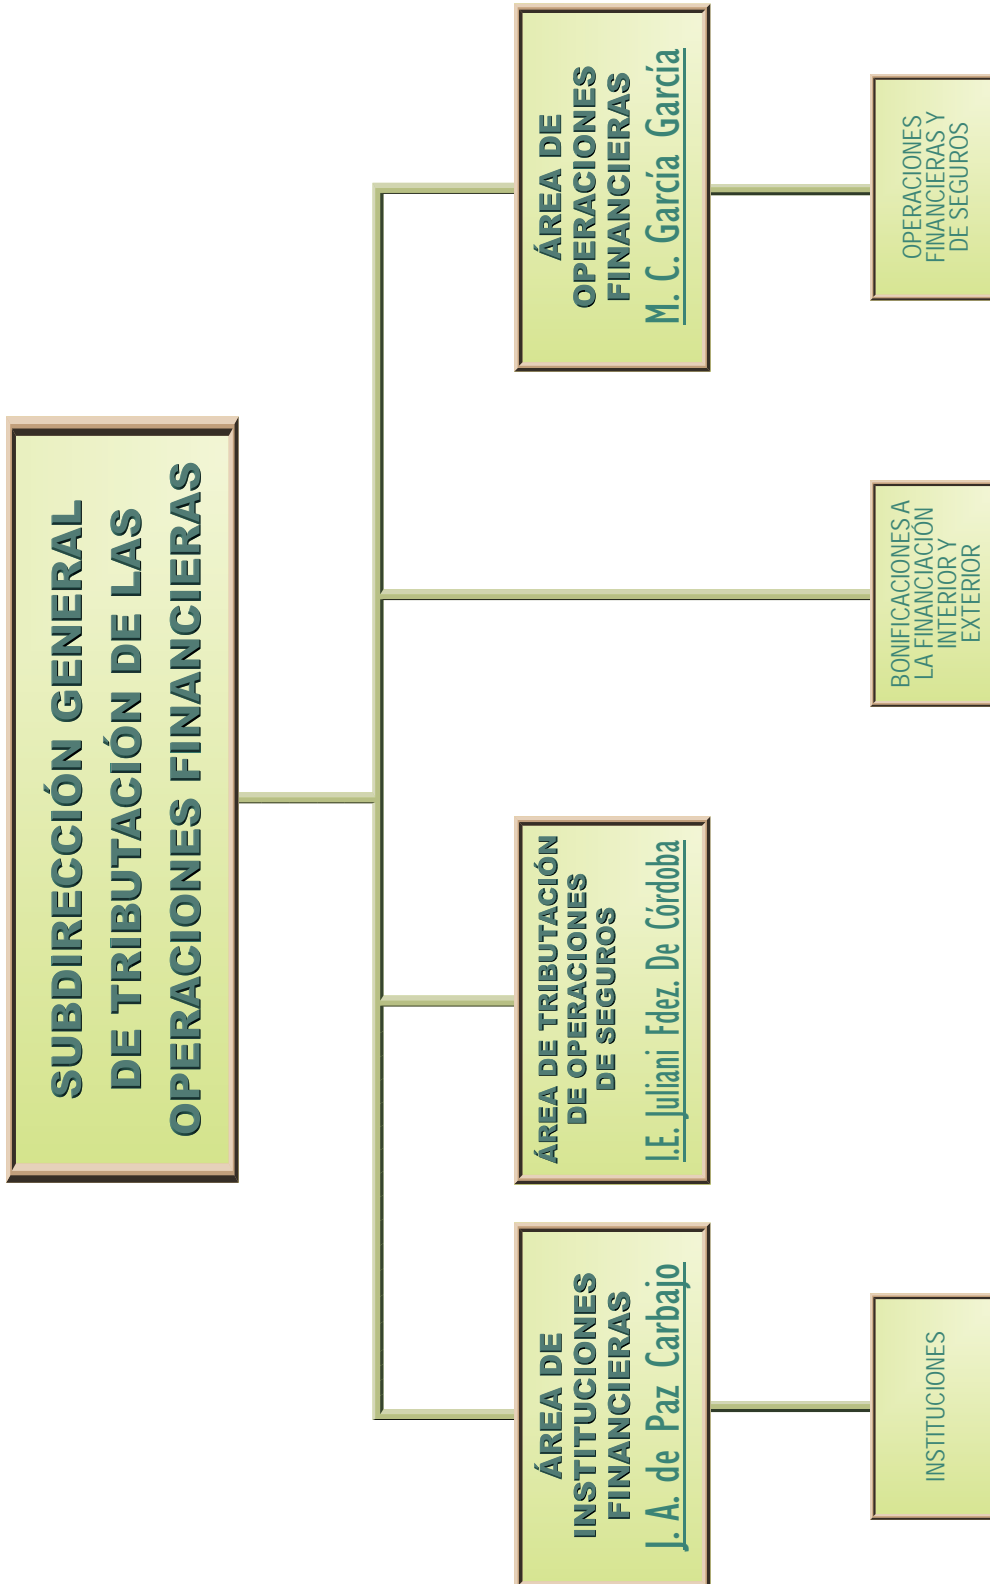 SUBDIRECCIÓN GENERAL
DE TRIBUTACIÓN DE LAS
OPERACIONES FINANCIERAS
ÁREA DE
INSTITUCIONES
FINANCIERAS
J. A. de Paz Carbajo
ÁREA DE TRIBUTACIÓN
DE OPERACIONES
DE SEGUROS
I.E. Juliani Fdez. De Córdoba
ÁREA DE
OPERACIONES
FINANCIERAS
M. C. García García
INSTITUCIONES
BONIFICACIONES A
LA FINANCIACIÓN
INTERIOR Y
EXTERIOR
OPERACIONES
FINANCIERAS Y
DE SEGUROS